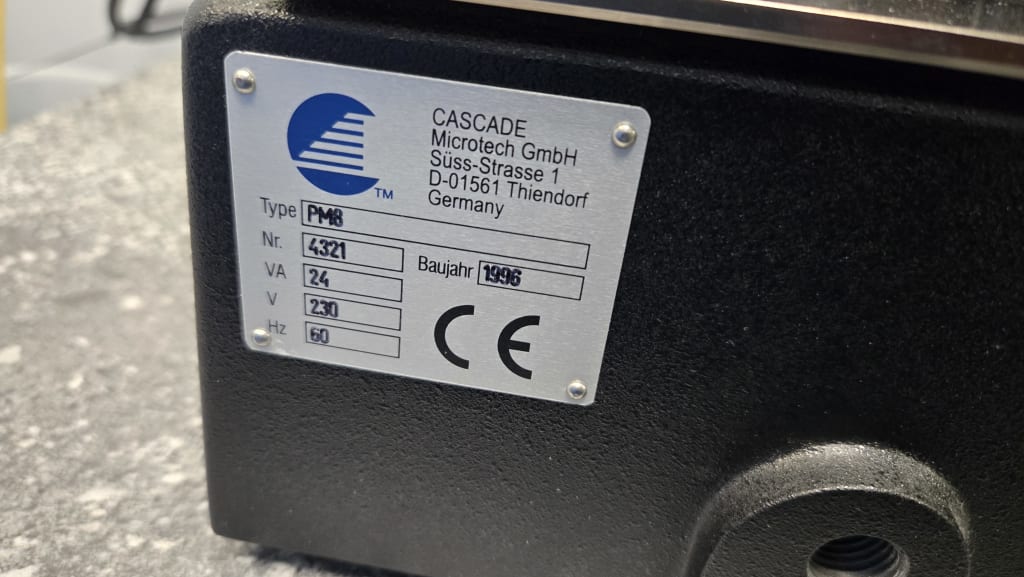 CASCADE
Microtech GmbH
Süss-Strasse 1
D-01561 Thiendorf
Germany
TM
Type PM8
Nr. 4321
Baujahr 1996
VA 24
V 230
Hz 60
CE